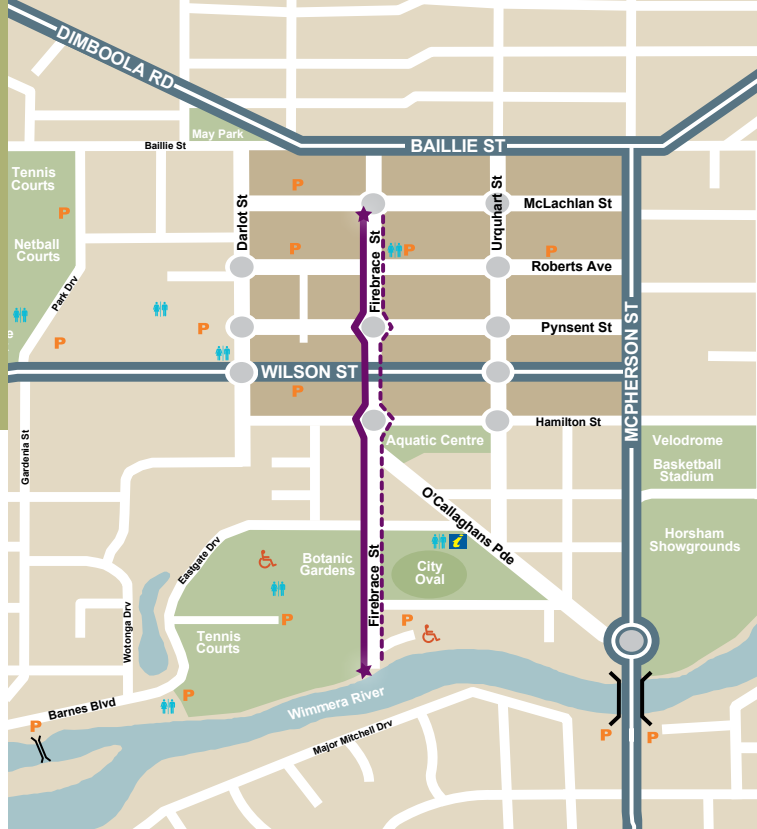 DIMBOOLA RD
May Park
Baillie St
BAILLIE ST
Tennis
Courts
P
P
Darlot St
Urquhart St
McLachlan St
Netball
Courts
Firebrace St
P
P
P
Roberts Ave
Park Drv
P
P
e
Pynsent St
MCPHERSON ST
WILSON ST
P
Hamilton St
Gardenia St
Aquatic Centre
Velodrome
Basketball
Stadium
O'Callaghans Pde
Eastgate Drv
Botanic
Gardens
i
City
Oval
Horsham
Showgrounds
Firebrace St
Wotonga Drv
P
P
Tennis
Courts
P
Barnes Blvd
Wimmera River
P
Major Mitchell Drv
P
P